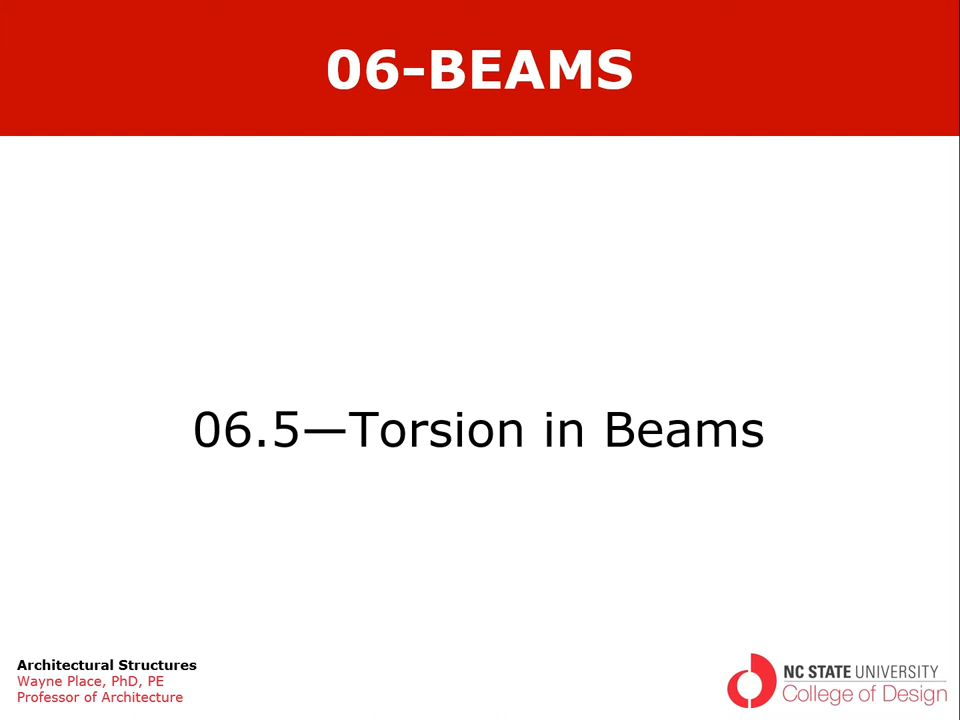 06-BEAMS
06.5—Torsion in Beams
Architectural Structures
Wayne Place, PhD, PE
Professor of Architecture
NC STATE UNIVERSITY
College of Design